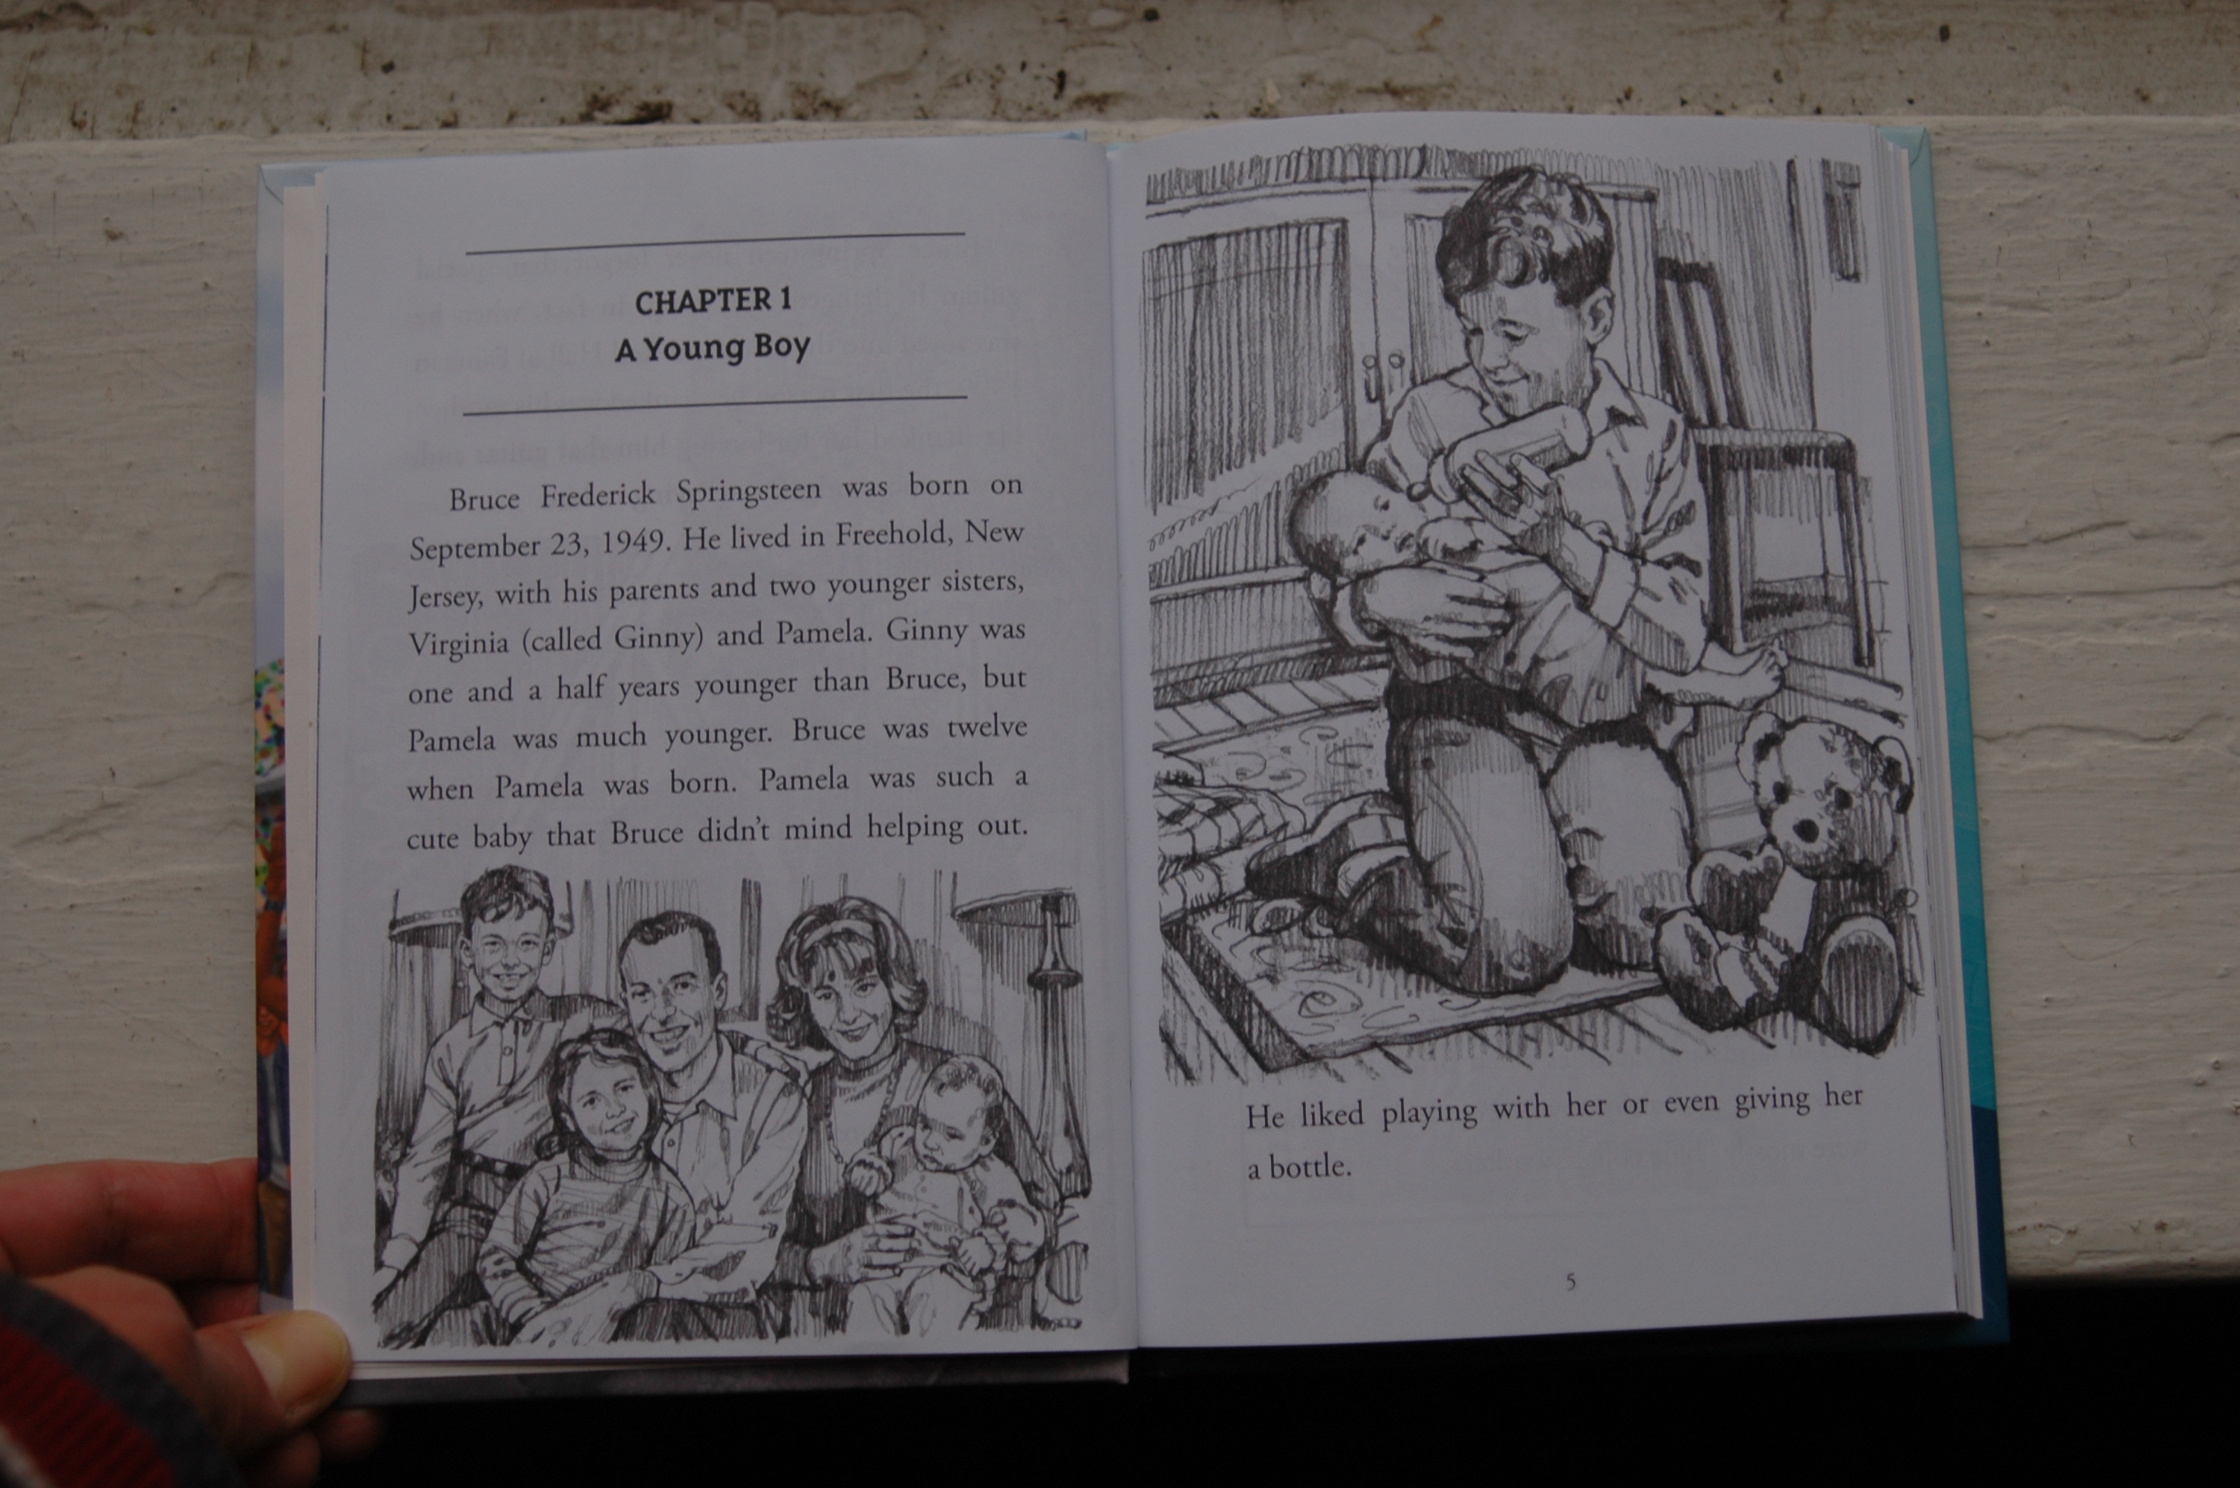 CHAPTER 1
A Young Boy
Bruce Frederick Springsteen was born on
September 23, 1949. He lived in Freehold, New
Jersey, with his parents and two younger sisters,
Virginia (called Ginny) and Pamela. Ginny was
one and a half years younger than Bruce, but
Pamela was much younger. Bruce was twelve
when Pamela was born. Pamela was such a
cute baby that Bruce didn't mind helping out.
He liked playing with her or even giving her
a bottle.
5